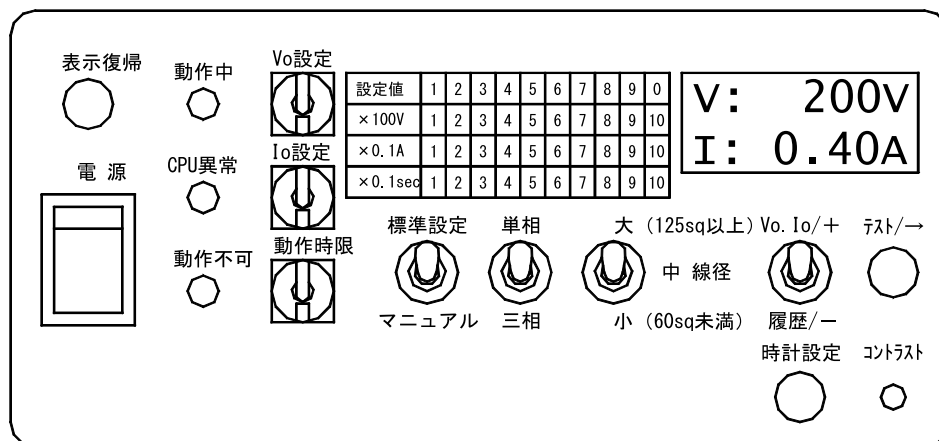 表示復帰
動作中
Vo設定
電 源
CPU異常
Io設定
動作不可
動作時限
設定値 1 2 3 4 5 6 7 8 9 0
×100V 1 2 3 4 5 6 7 8 9 10
×0.1A 1 2 3 4 5 6 7 8 9 10
×0.1sec 1 2 3 4 5 6 7 8 9 10
V: 200V
I: 0.40A
標準設定
マニュアル
単相
三相
大 (125sq以上)
中 線径
小 (60sq未満)
Vo.Io/+
履歴/−
テスト/→
時計設定
コントラスト